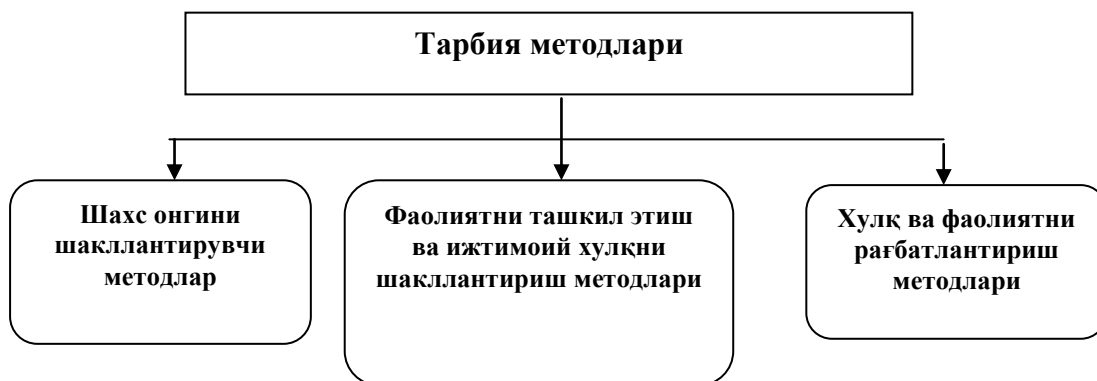 Тарбия методлари
Шахс онгини
шакллантирувчи
методлар
Фаолиятни ташкил этиш
ва ижтимоий хулқни
шакллантириш методлари
Хулқ ва фаолиятни
рағбатлантириш
методлари